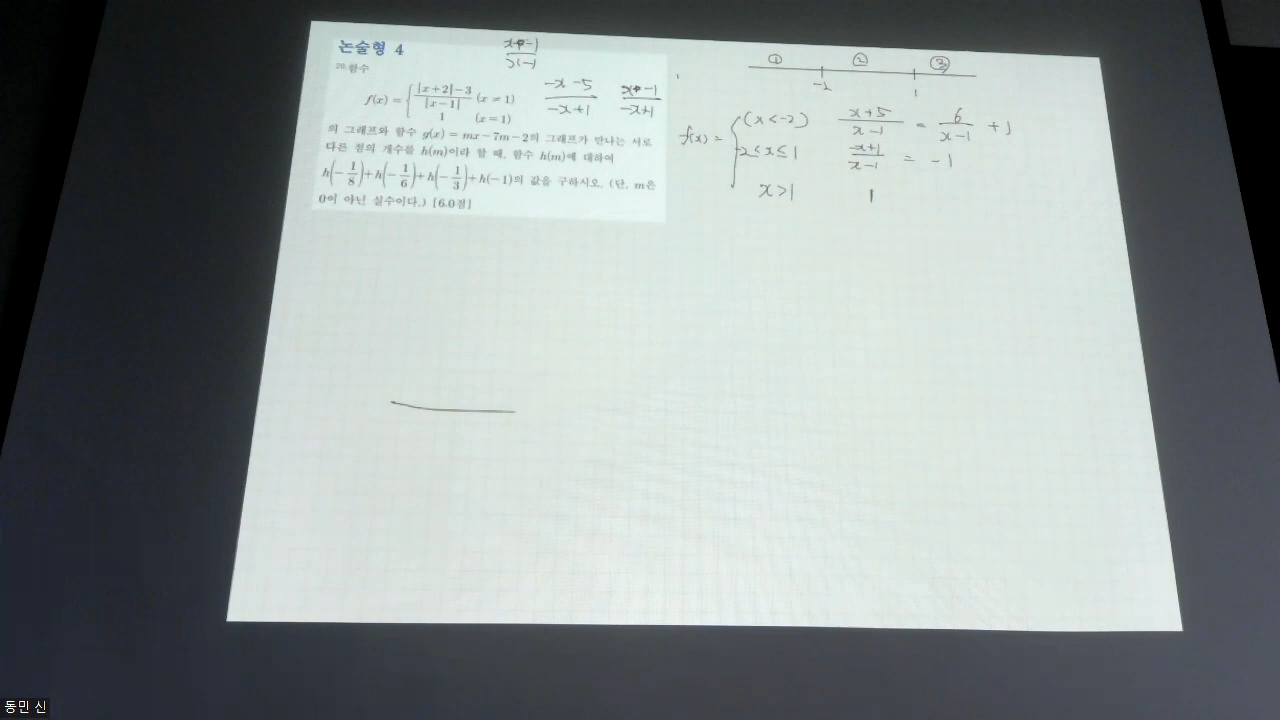 논술형 4
20. 함수
f(x) = { |x+2|-3 / |x-1| (x ≠ 1)
1 (x=1)
의 그래프와 함수 g(x) = mx-7m-2의 그래프가 만나는 서로
다른 점의 개수를 h(m)이라 할 때, 함수 h(m)에 대하여
h(-1/8)+h(-1/6)+h(-1/3)+h(-1)의 값을 구하시오. (단, m은
0이 아닌 실수이다.) [6.0점]
-x-5 / -x+1
① ② ③
-2 1
f(x) = { (x<-2) x+5 / x-1 = 6 / x-1 +1
-2≤x≤1 -x+1 / x-1 = -1
x>1 1
동민 신